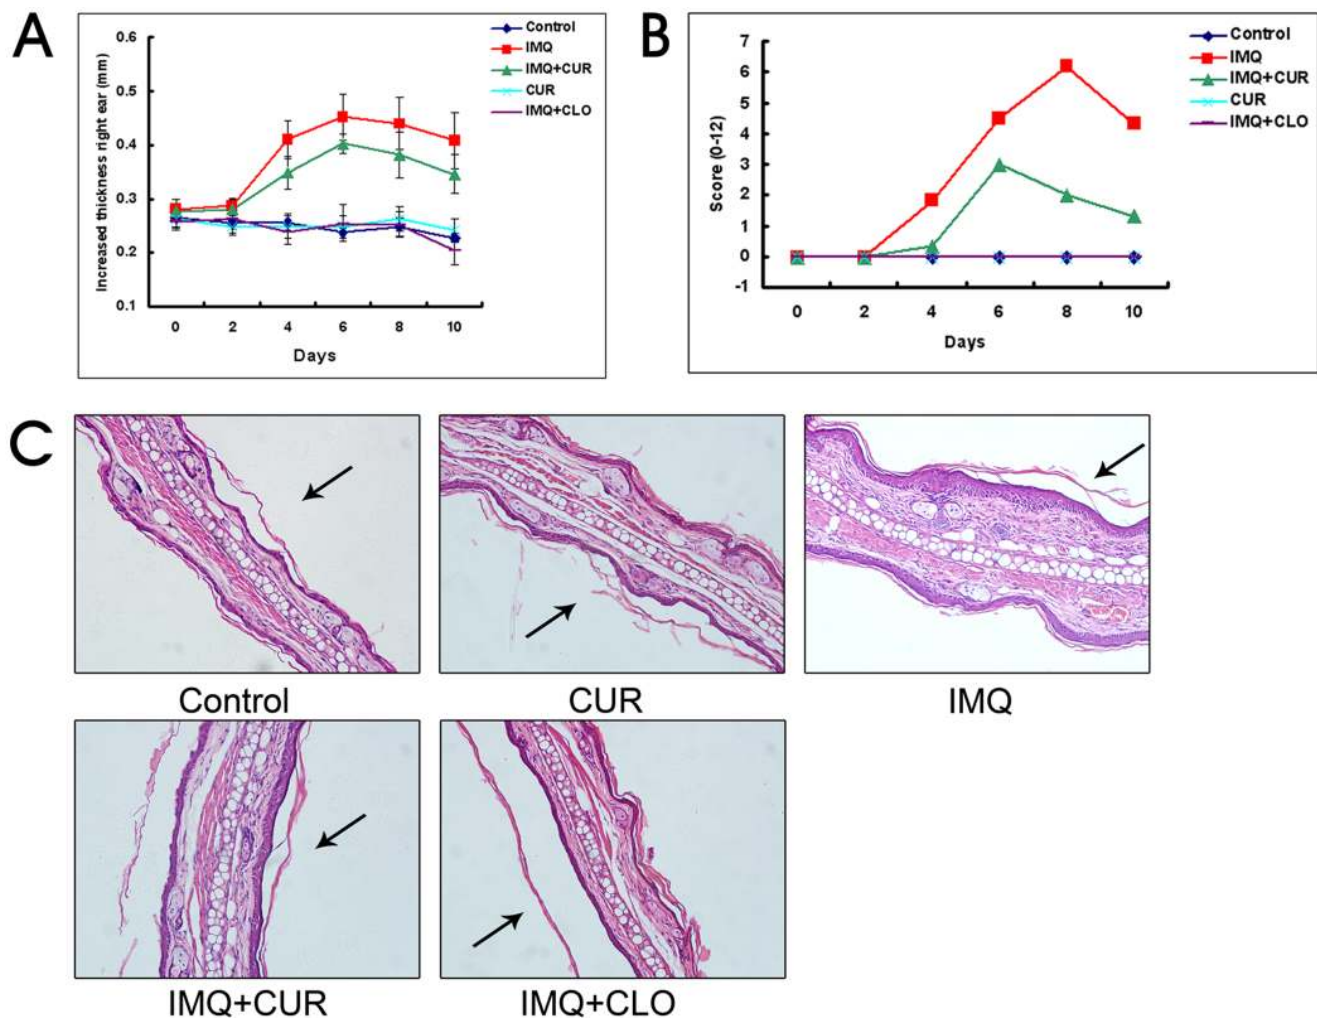 A
Increased thickness right ear (mm)
0.6
0.5
0.4
0.3
0.2
0.1
0 2 4 6 8 10
Days
Control
IMQ
IMQ+CUR
CUR
IMQ+CLO
B
Score (0-12)
7
6
5
4
3
2
1
0
-1
0 2 4 6 8 10
Days
Control
IMQ
IMQ+CUR
CUR
IMQ+CLO
C
Control CUR IMQ
IMQ+CUR IMQ+CLO